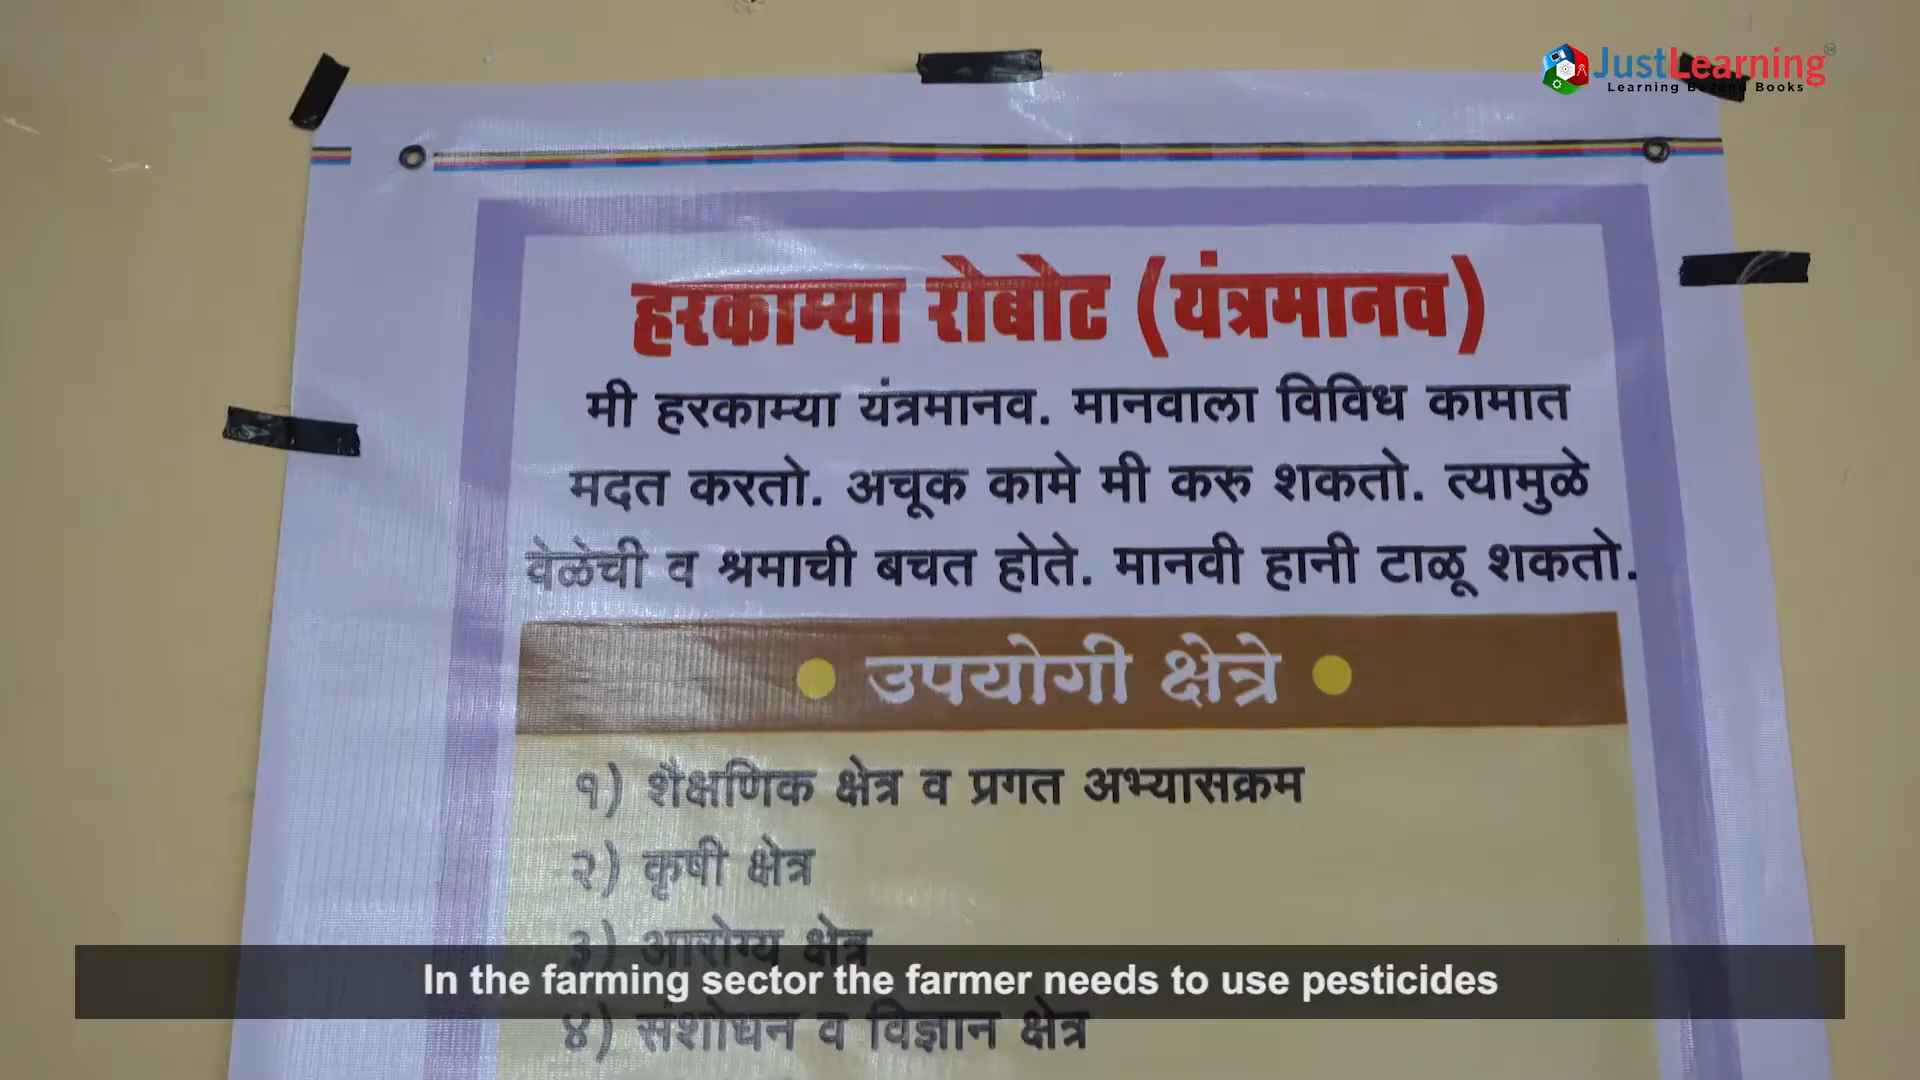 JustLearning
Learning Beyond Books
हरकाम्या रोबोट (यंत्रमानव)
मी हरकाम्या यंत्रमानव. मानवाला विविध कामात
मदत करतो. अचूक कामे मी करु शकतो. त्यामुळे
वेळेची व श्रमाची बचत होते. मानवी हानी टाळू शकतो.
उपयोगी क्षेत्रे
१) शैक्षणिक क्षेत्र व प्रगत अभ्यासक्रम
२) कृषी क्षेत्र
३) आरोग्य क्षेत्र
In the farming sector the farmer needs to use pesticides
४) संशोधन व विज्ञान क्षेत्र